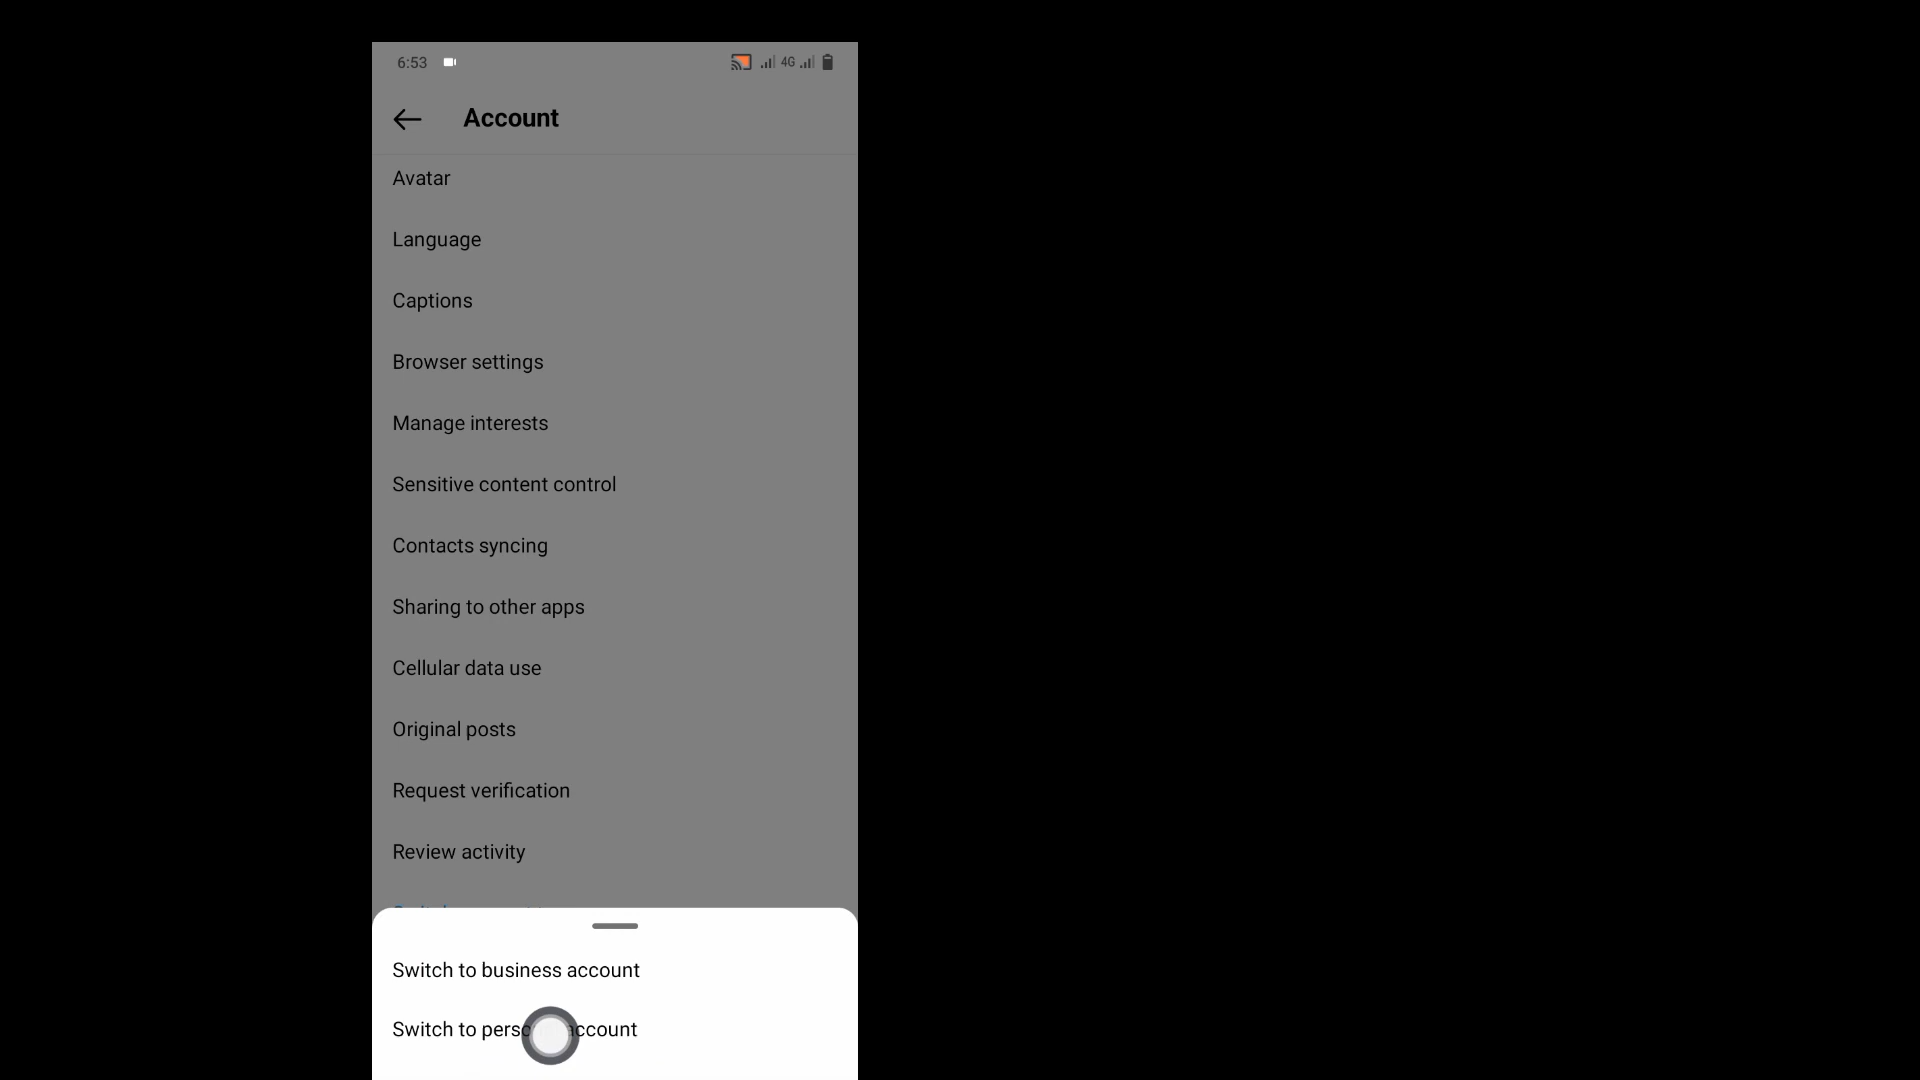 6:53 4G
Account
Avatar
Language
Captions
Browser settings
Manage interests
Sensitive content control
Contacts syncing
Sharing to other apps
Cellular data use
Original posts
Request verification
Review activity
Switch to business account
Switch to account